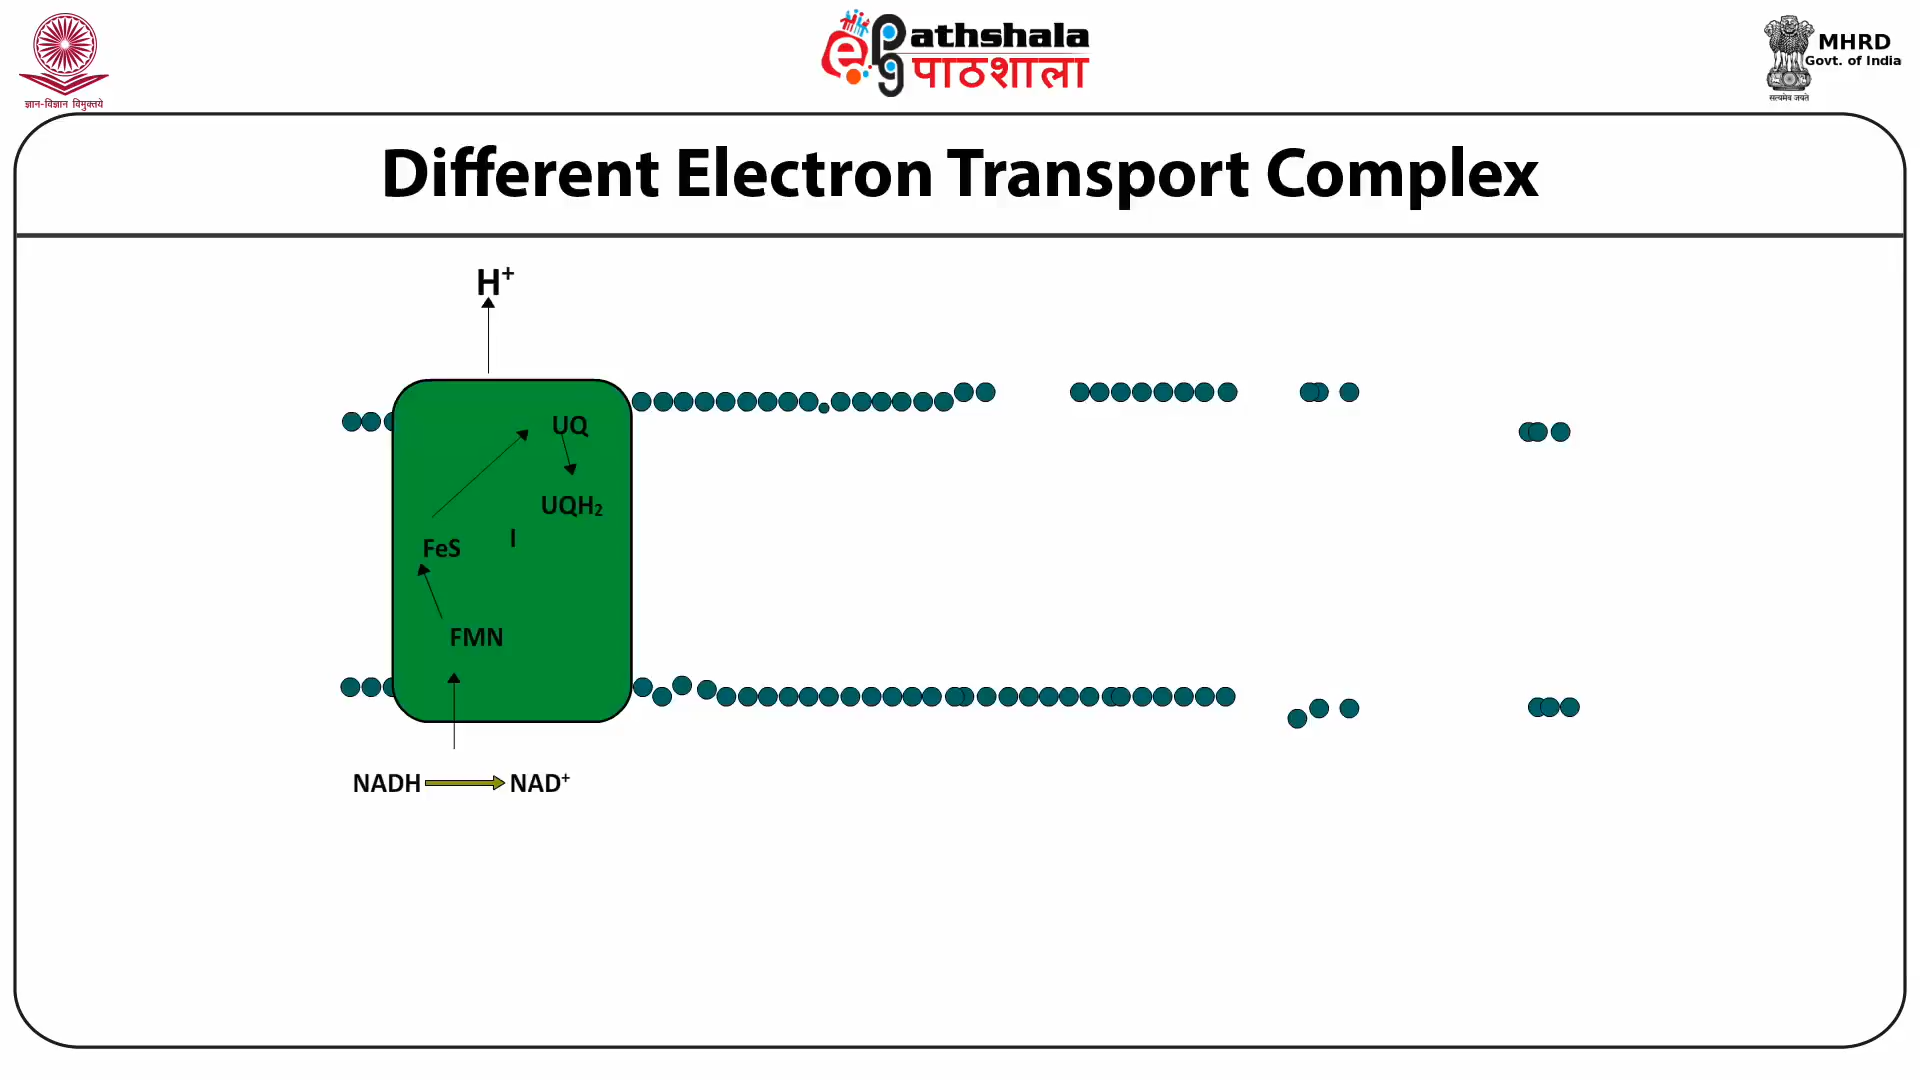 ज्ञान-विज्ञान विमुक्तये
ePGathshala
पाठशाला
MHRD
Govt. of India
सत्यमेव जयते
Different Electron Transport Complex
H⁺
UQ
UQH₂
I
FeS
FMN
NADH NAD⁺